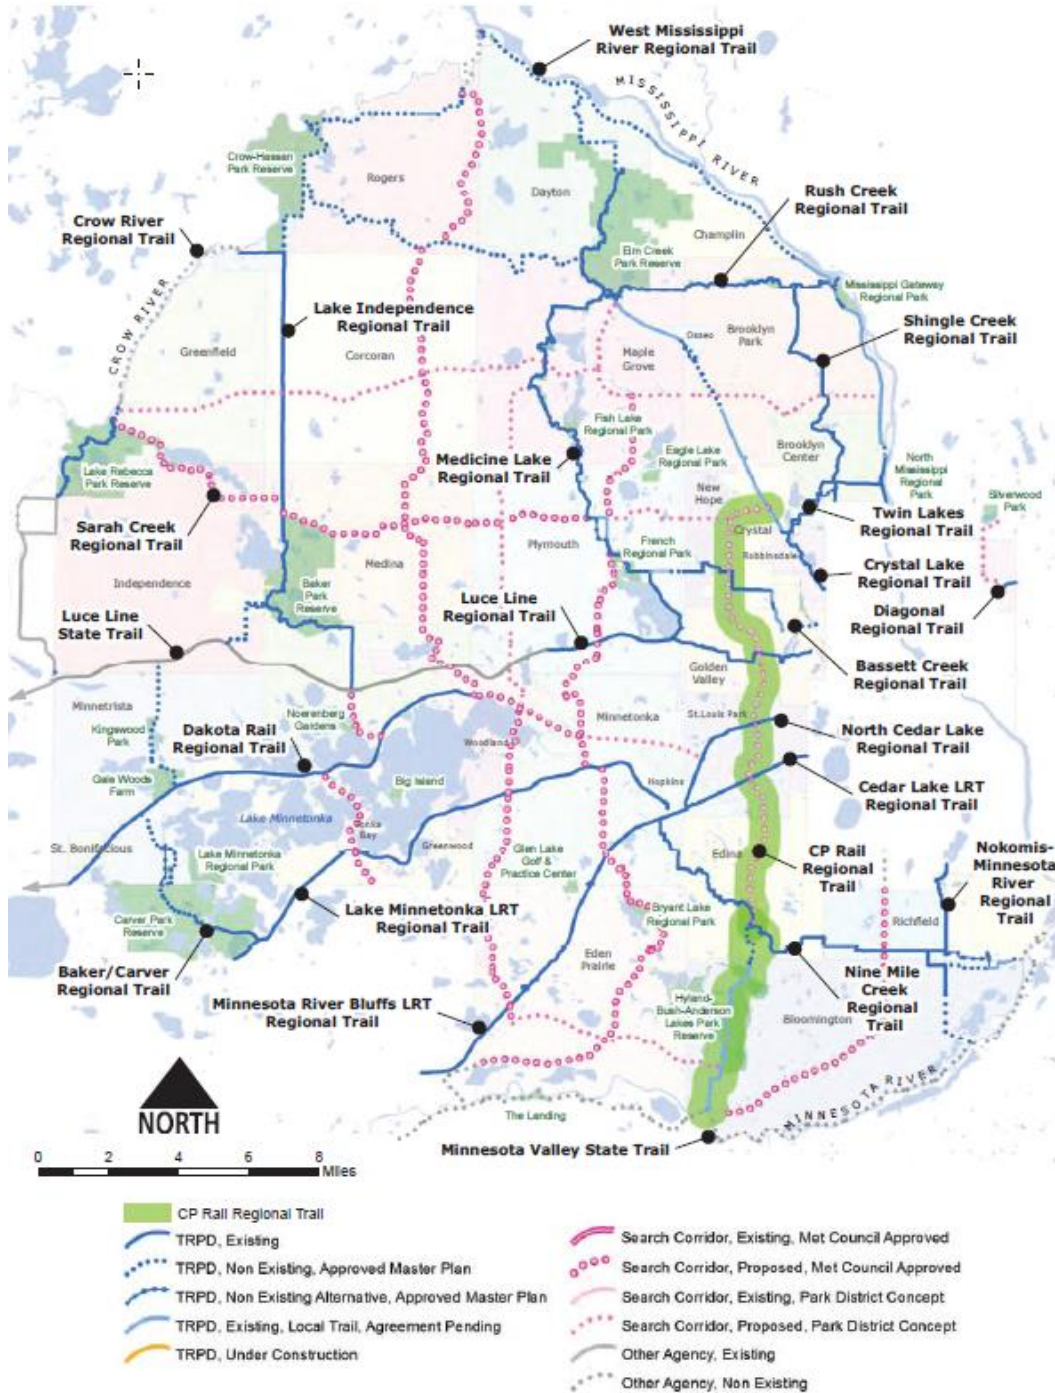 West Mississippi
River Regional Trail
MISSISSIPPI RIVER
Crow-Hassan
Park Reserve
Rogers
Dayton
Rush Creek
Regional Trail
Crow River
Regional Trail
Champlin
Elm Creek
Park Reserve
Mississippi Gateway
Regional Park
CROW RIVER
Lake Independence
Regional Trail
Shingle Creek
Regional Trail
Greenfield
Corcoran
Osseo
Brooklyn
Park
Maple
Grove
Fish Lake
Regional Park
Medicine Lake
Regional Trail
Eagle Lake
Regional Park
Brooklyn
Center
North
Mississippi
Regional
Park
Lake Rebecca
Park Reserve
New
Hope
Silverwood
Park
Sarah Creek
Regional Trail
Twin Lakes
Regional Trail
Crystal
Plymouth
French
Regional Park
Robbinsdale
Medina
Independence
Baker
Park
Reserve
Crystal Lake
Regional Trail
Luce Line
Regional Trail
Diagonal
Regional Trail
Luce Line
State Trail
Bassett Creek
Regional Trail
Golden
Valley
Minnetrista
Noerenberg
Gardens
Kingswood
Park
Dakota Rail
Regional Trail
Minnetonka
St.Louis Park
Woodland
North Cedar Lake
Regional Trail
Gale Woods
Farm
Big Island
Hopkins
Cedar Lake LRT
Regional Trail
Lake Minnetonka
Tonka
Bay
Greenwood
St. Bonifacius
Lake Minnetonka
Regional Park
Glen Lake
Golf &
Practice Center
Edina
CP Rail
Regional
Trail
Nokomis-
Minnesota
River
Regional
Trail
Carver Park
Reserve
Lake Minnetonka LRT
Regional Trail
Bryant Lake
Regional Park
Richfield
Baker/Carver
Regional Trail
Eden
Prairie
Nine Mile
Creek
Regional
Trail
Minnesota River Bluffs LRT
Regional Trail
Hyland-
Bush-Anderson
Lakes Park
Reserve
Bloomington
MINNESOTA RIVER
NORTH
The Landing
Minnesota Valley State Trail
0 2 4 6 8
Miles
CP Rail Regional Trail
TRPD, Existing
TRPD, Non Existing, Approved Master Plan
TRPD, Non Existing Alternative, Approved Master Plan
TRPD, Existing, Local Trail, Agreement Pending
TRPD, Under Construction
Search Corridor, Existing, Met Council Approved
Search Corridor, Proposed, Met Council Approved
Search Corridor, Existing, Park District Concept
Search Corridor, Proposed, Park District Concept
Other Agency, Existing
Other Agency, Non Existing